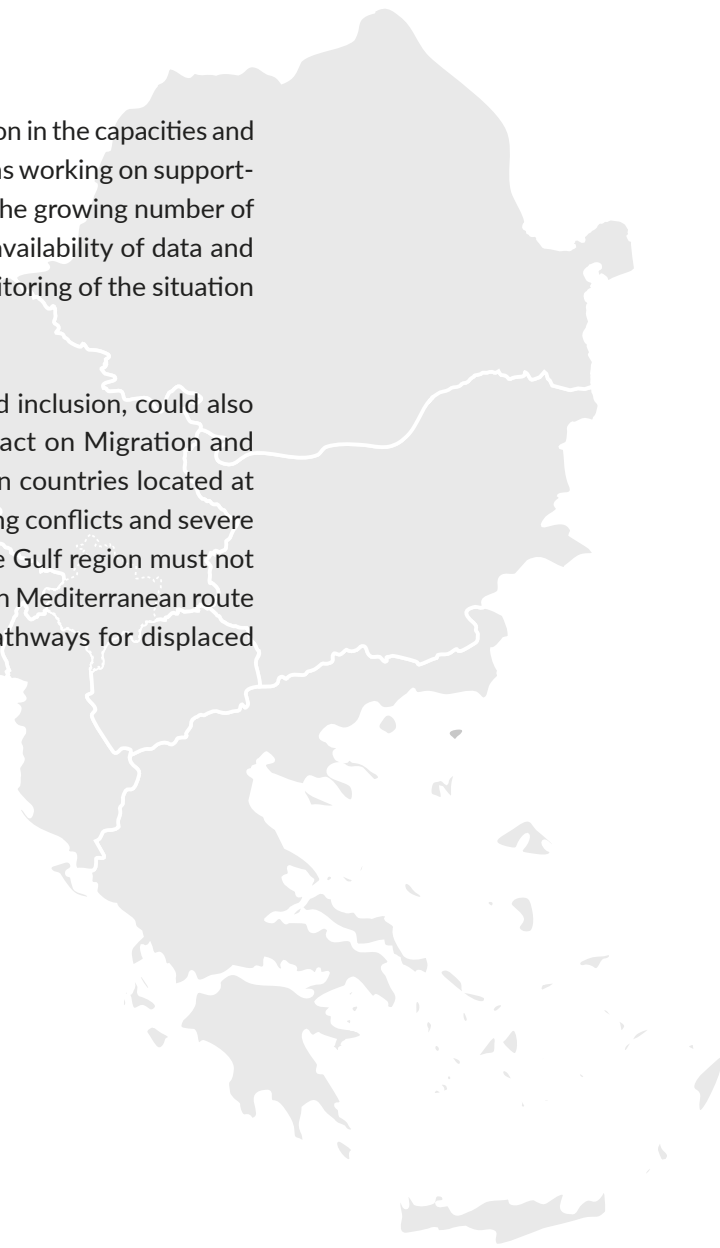 on in the capacities and
s working on support-
he growing number of
availability of data and
itoring of the situation
d inclusion, could also
act on Migration and
n countries located at
ng conflicts and severe
e Gulf region must not
n Mediterranean route
athways for displaced